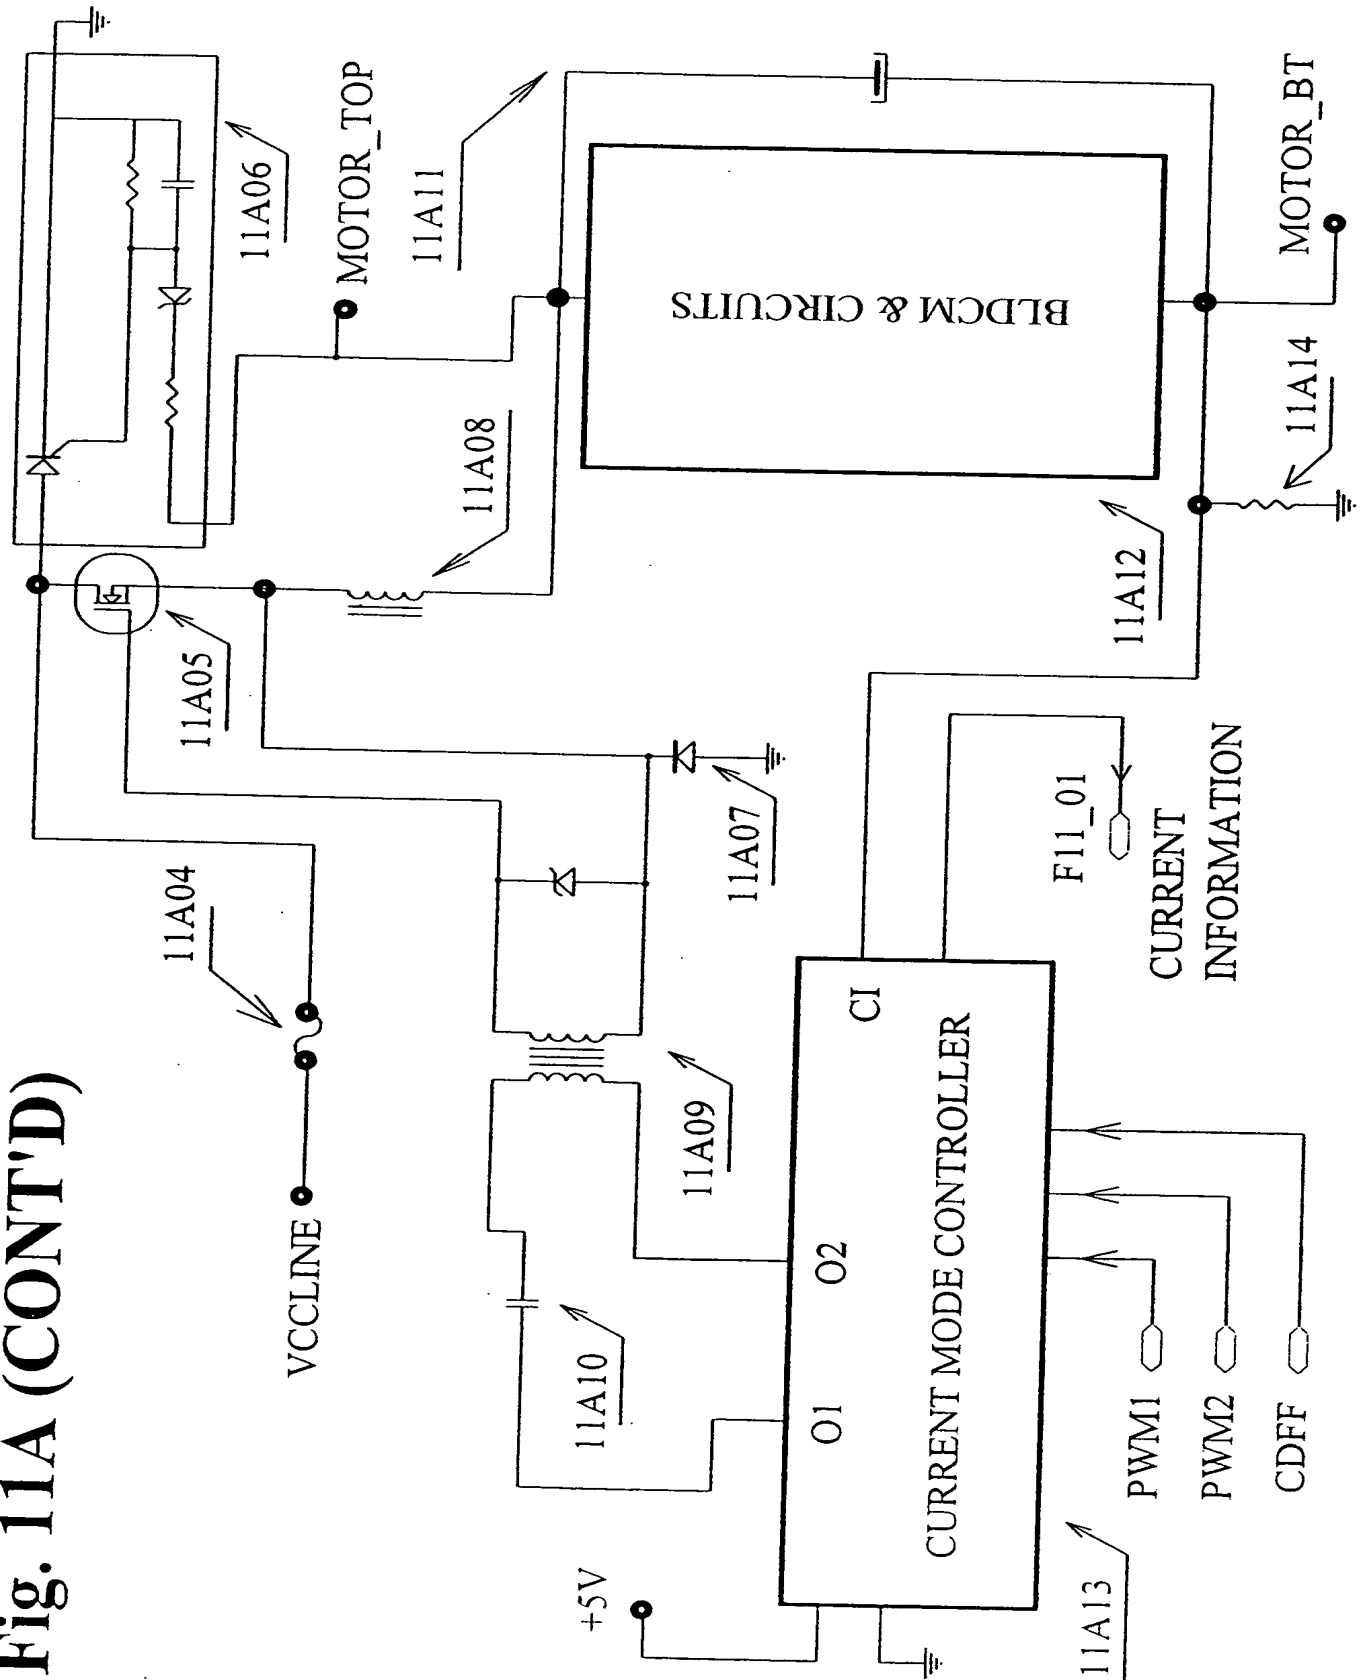 Fig. 11A (CONT'D)
VCCLINE
11A04
11A05
11A06
MOTOR_TOP
11A08
11A11
BLDCM & CIRCUITS
11A07
11A09
11A10
11A12
11A14
MOTOR_BT
+5V
O1
O2
CI
CURRENT MODE CONTROLLER
11A13
PWM1
PWM2
CDFF
F11_01
CURRENT
INFORMATION